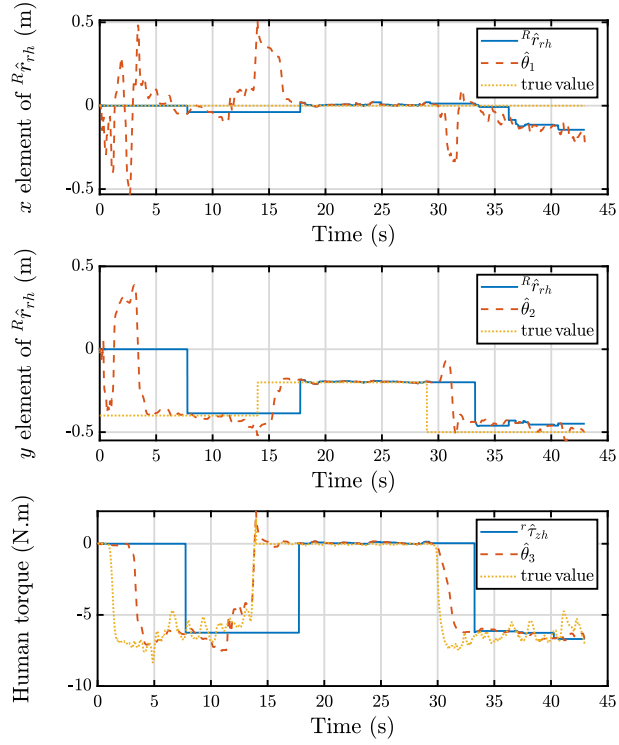 x element of ᴿr̂_rh (m)
0.5
0
-0.5
ᴿr̂_rh
θ̂₁
true value
0 5 10 15 20 25 30 35 40 45
Time (s)
y element of ᴿr̂_rh (m)
0.5
0
-0.5
ᴿr̂_rh
θ̂₂
true value
0 5 10 15 20 25 30 35 40 45
Time (s)
Human torque (N.m)
0
-5
-10
ʳτ̂_zh
θ̂₃
true value
0 5 10 15 20 25 30 35 40 45
Time (s)